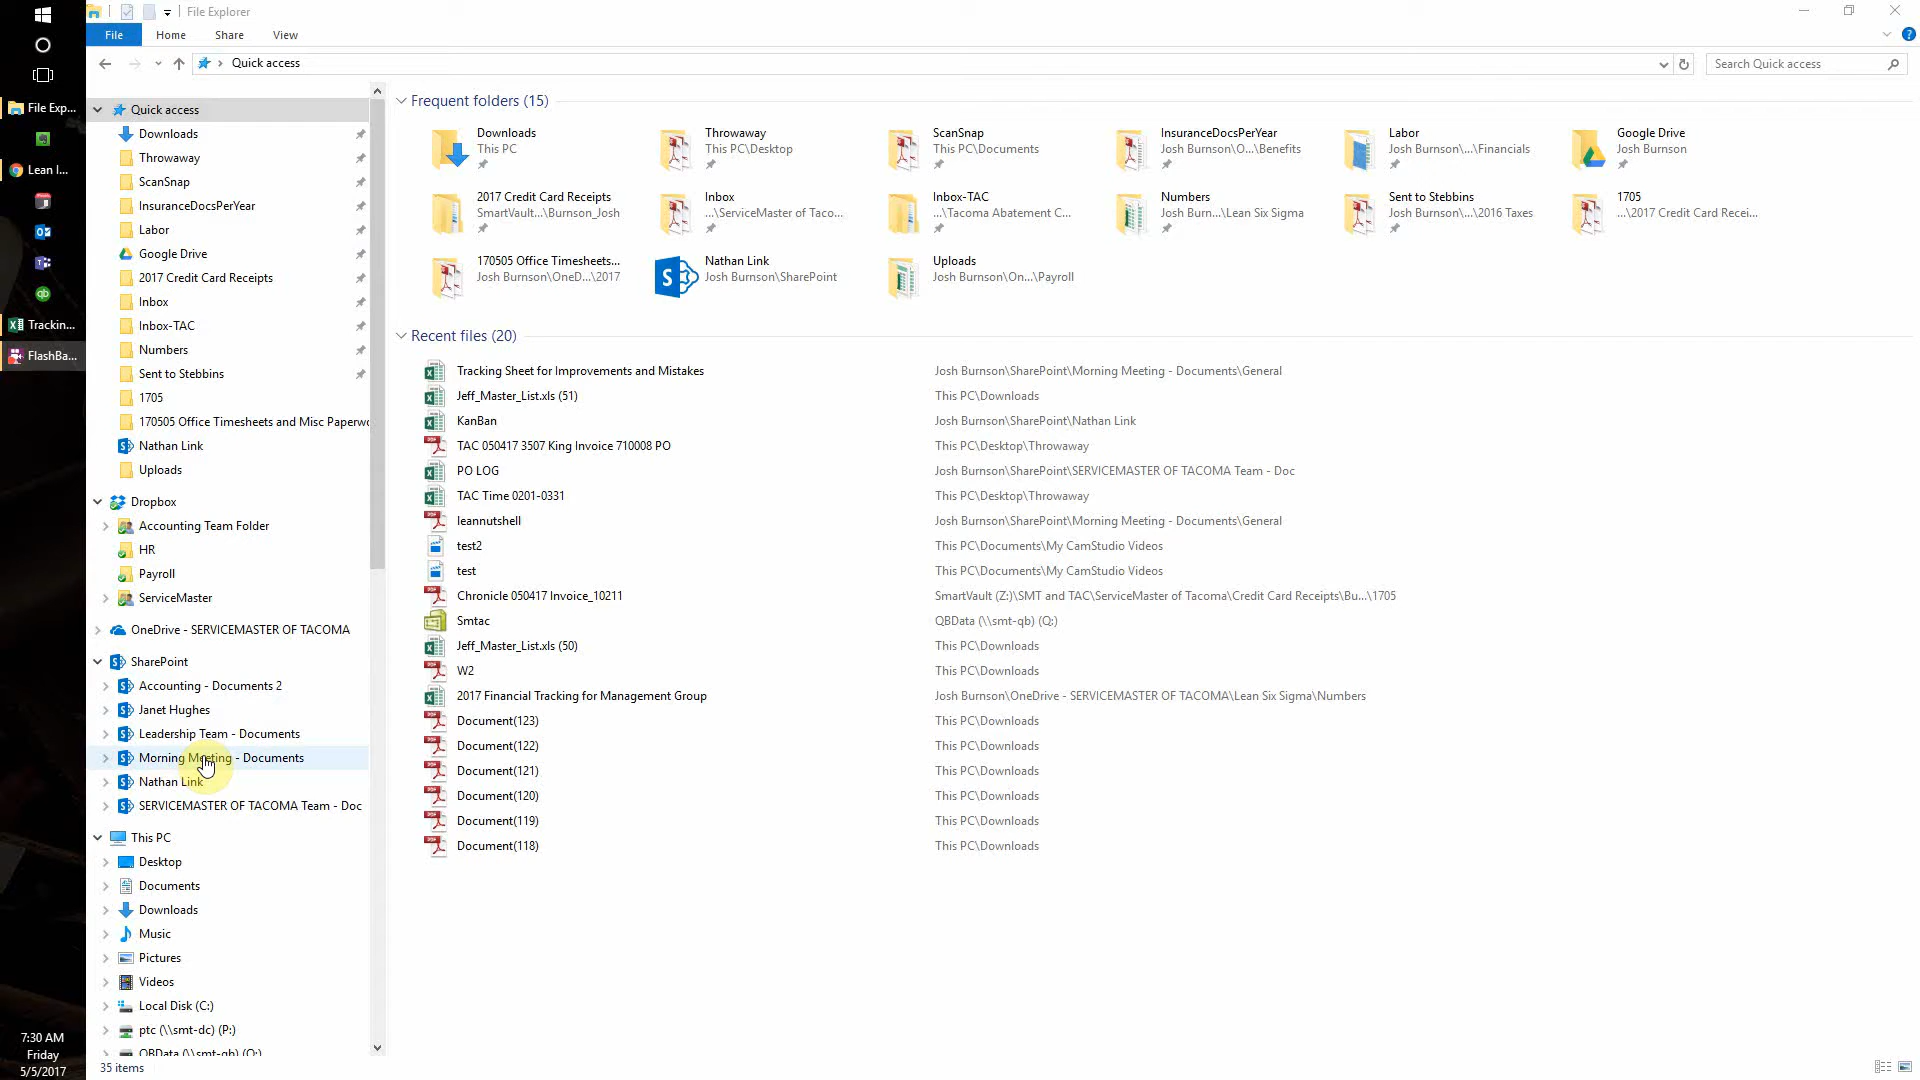 File Explorer
File Home Share View
Quick access
Search Quick access
File Exp...
Lean I...
Trackin...
FlashBa...
7:30 AM
Friday
5/5/2017
Quick access
Downloads
Throwaway
ScanSnap
InsuranceDocsPerYear
Labor
Google Drive
2017 Credit Card Receipts
Inbox
Inbox-TAC
Numbers
Sent to Stebbins
1705
170505 Office Timesheets and Misc Paperwo
Nathan Link
Uploads
Dropbox
Accounting Team Folder
HR
Payroll
ServiceMaster
OneDrive - SERVICEMASTER OF TACOMA
SharePoint
Accounting - Documents 2
Janet Hughes
Leadership Team - Documents
Morning Meeting - Documents
Nathan Link
SERVICEMASTER OF TACOMA Team - Doc
This PC
Desktop
Documents
Downloads
Music
Pictures
Videos
Local Disk (C:)
ptc (\\smt-dc) (P:)
QBData (\\smt-qb) (Q:)
35 items
Frequent folders (15)
Downloads
This PC
Throwaway
This PC\Desktop
ScanSnap
This PC\Documents
InsuranceDocsPerYear
Josh Burnson\O...\Benefits
Labor
Josh Burnson\...\Financials
Google Drive
Josh Burnson
2017 Credit Card Receipts
SmartVault...\Burnson_Josh
Inbox
...\ServiceMaster of Taco...
Inbox-TAC
...\Tacoma Abatement C...
Numbers
Josh Burn...\Lean Six Sigma
Sent to Stebbins
Josh Burnson\...\2016 Taxes
1705
...\2017 Credit Card Recei...
170505 Office Timesheets...
Josh Burnson\OneD...\2017
Nathan Link
Josh Burnson\SharePoint
Uploads
Josh Burnson\On...\Payroll
Recent files (20)
Tracking Sheet for Improvements and Mistakes Josh Burnson\SharePoint\Morning Meeting - Documents\General
Jeff_Master_List.xls (51) This PC\Downloads
KanBan Josh Burnson\SharePoint\Nathan Link
TAC 050417 3507 King Invoice 710008 PO This PC\Desktop\Throwaway
PO LOG Josh Burnson\SharePoint\SERVICEMASTER OF TACOMA Team - Doc
TAC Time 0201-0331 This PC\Desktop\Throwaway
leannutshell Josh Burnson\SharePoint\Morning Meeting - Documents\General
test2 This PC\Documents\My CamStudio Videos
test This PC\Documents\My CamStudio Videos
Chronicle 050417 Invoice_10211 SmartVault (Z:)\SMT and TAC\ServiceMaster of Tacoma\Credit Card Receipts\Bu...\1705
Smtac QBData (\\smt-qb) (Q:)
Jeff_Master_List.xls (50) This PC\Downloads
W2 This PC\Downloads
2017 Financial Tracking for Management Group Josh Burnson\OneDrive - SERVICEMASTER OF TACOMA\Lean Six Sigma\Numbers
Document(123) This PC\Downloads
Document(122) This PC\Downloads
Document(121) This PC\Downloads
Document(120) This PC\Downloads
Document(119) This PC\Downloads
Document(118) This PC\Downloads